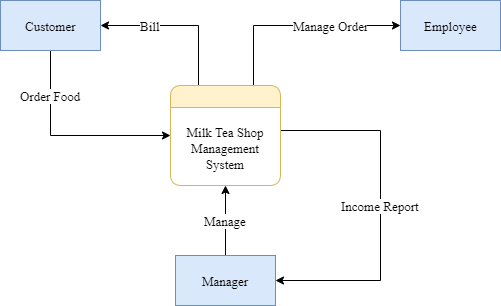 Customer
Bill
Manage Order
Employee
Order Food
Milk Tea Shop
Management
System
Income Report
Manage
Manager